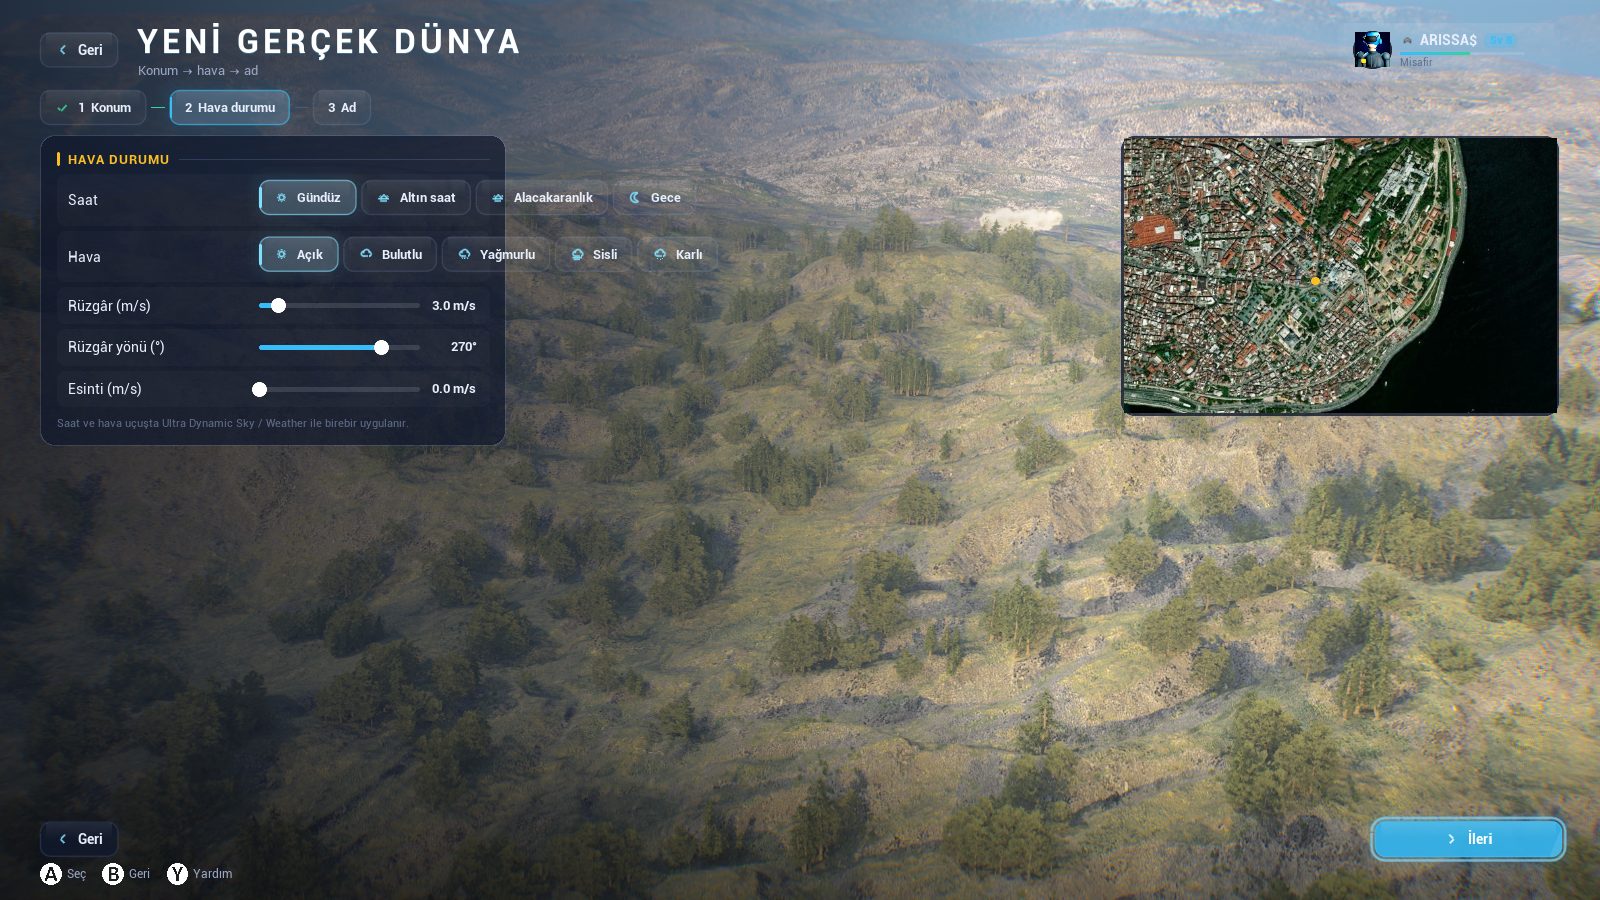 Geri
YENİ GERÇEK DÜNYA
Konum → hava → ad
ARISSA$
Misafir
1 Konum
2 Hava durumu
3 Ad
HAVA DURUMU
Saat Gündüz Altın saat Alacakaranlık Gece
Hava Açık Bulutlu Yağmurlu Sisli Karlı
Rüzgâr (m/s) 3.0 m/s
Rüzgâr yönü (°) 270°
Esinti (m/s) 0.0 m/s
Saat ve hava uçuşta Ultra Dynamic Sky / Weather ile birebir uygulanır.
Geri
İleri
A Seç B Geri Y Yardım